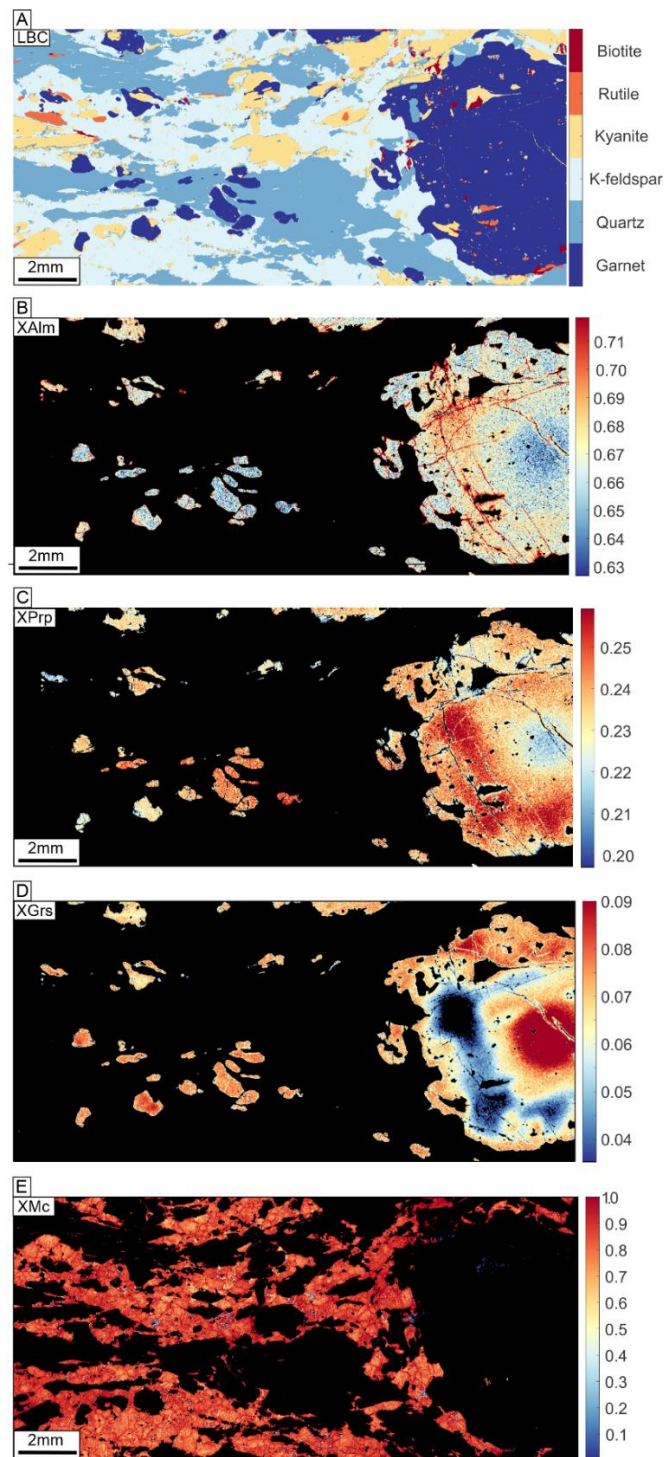 A
LBC
Biotite
Rutile
Kyanite
K-feldspar
Quartz
Garnet
2mm
B
XAlm
0.71
0.70
0.69
0.68
0.67
0.66
0.65
0.64
0.63
2mm
C
XPrp
0.25
0.24
0.23
0.22
0.21
0.20
2mm
D
XGrs
0.09
0.08
0.07
0.06
0.05
0.04
2mm
E
XMc
1.0
0.9
0.8
0.7
0.6
0.5
0.4
0.3
0.2
0.1
2mm